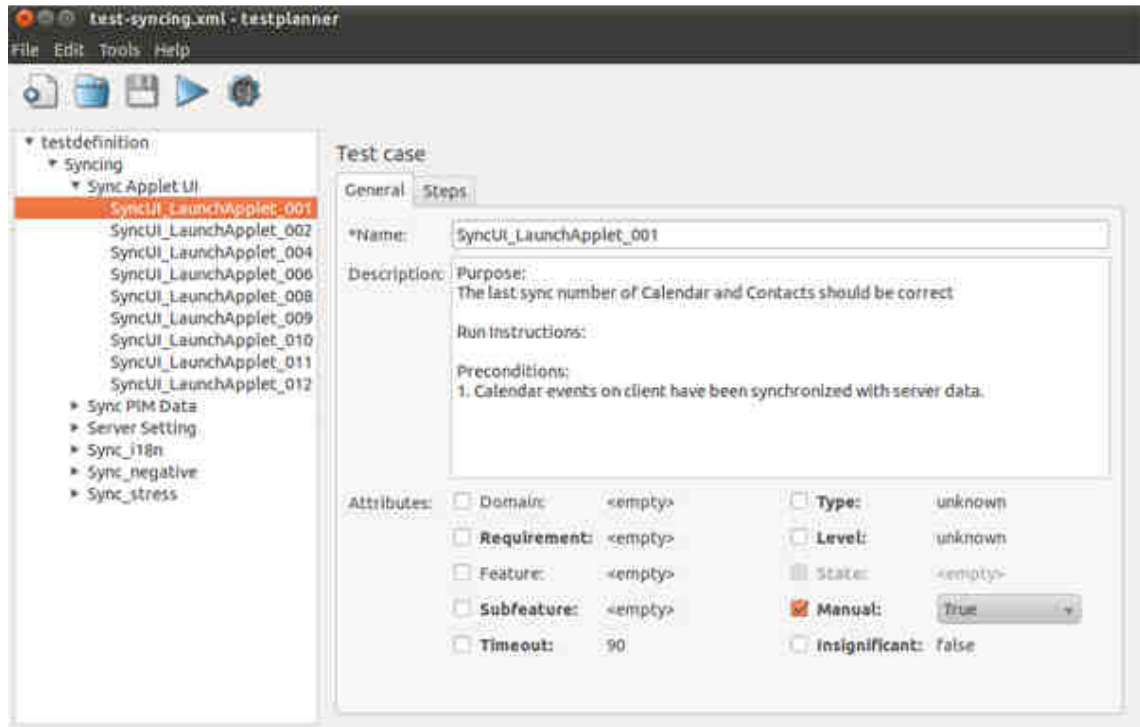 test-syncing.xml - testplanner
File Edit Tools Help
testdefinition
Syncing
Sync Applet UI
SyncUI_LaunchApplet_001
SyncUI_LaunchApplet_002
SyncUI_LaunchApplet_004
SyncUI_LaunchApplet_006
SyncUI_LaunchApplet_008
SyncUI_LaunchApplet_009
SyncUI_LaunchApplet_010
SyncUI_LaunchApplet_011
SyncUI_LaunchApplet_012
Sync PIM Data
Server Setting
Sync_i18n
Sync_negative
Sync_stress
Test case
General Steps
*Name: SyncUI_LaunchApplet_001
Description: Purpose:
The last sync number of Calendar and Contacts should be correct
Run Instructions:
Preconditions:
1. Calendar events on client have been synchronized with server data.
Attributes: Domain: <empty> Type: unknown
Requirement: <empty> Level: unknown
Feature: <empty> State: <empty>
Subfeature: <empty> Manual: True
Timeout: 90 Insignificant: false